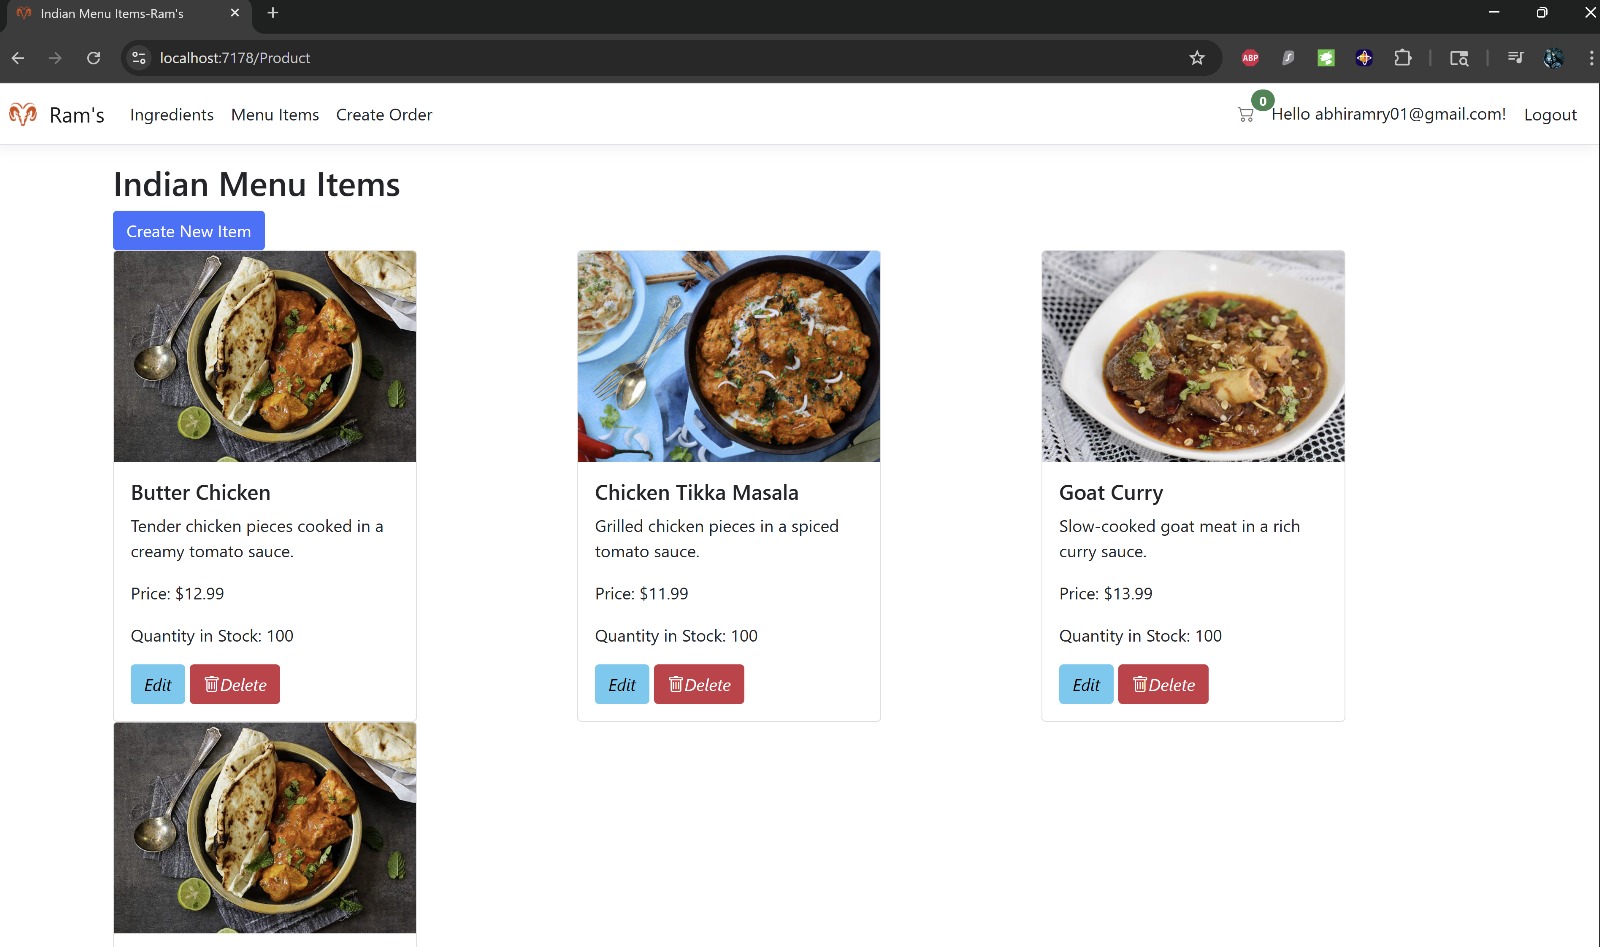 Indian Menu Items-Ram's
localhost:7178/Product
ABP
Ram's
Ingredients
Menu Items
Create Order
0
Hello abhiramry01@gmail.com!
Logout
Indian Menu Items
Create New Item
Butter Chicken
Tender chicken pieces cooked in a
creamy tomato sauce.
Price: $12.99
Quantity in Stock: 100
Edit
Delete
Chicken Tikka Masala
Grilled chicken pieces in a spiced
tomato sauce.
Price: $11.99
Quantity in Stock: 100
Edit
Delete
Goat Curry
Slow-cooked goat meat in a rich
curry sauce.
Price: $13.99
Quantity in Stock: 100
Edit
Delete